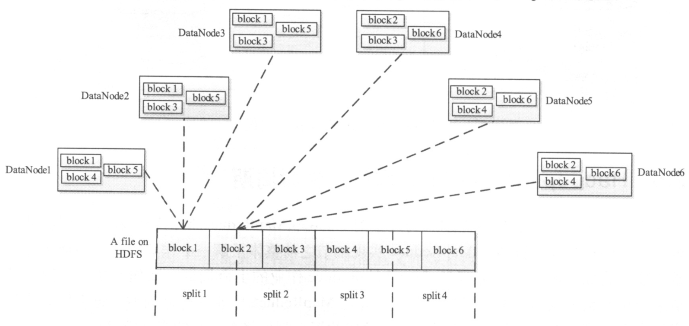 block 1
block 5
block 3
DataNode3
block 2
block 6
block 3
DataNode4
block 1
block 5
block 3
DataNode2
block 2
block 6
block 4
DataNode5
block 1
block 5
block 4
DataNode1
block 2
block 6
block 4
DataNode6
A file on
HDFS
block 1 block 2 block 3 block 4 block 5 block 6
split 1 split 2 split 3 split 4